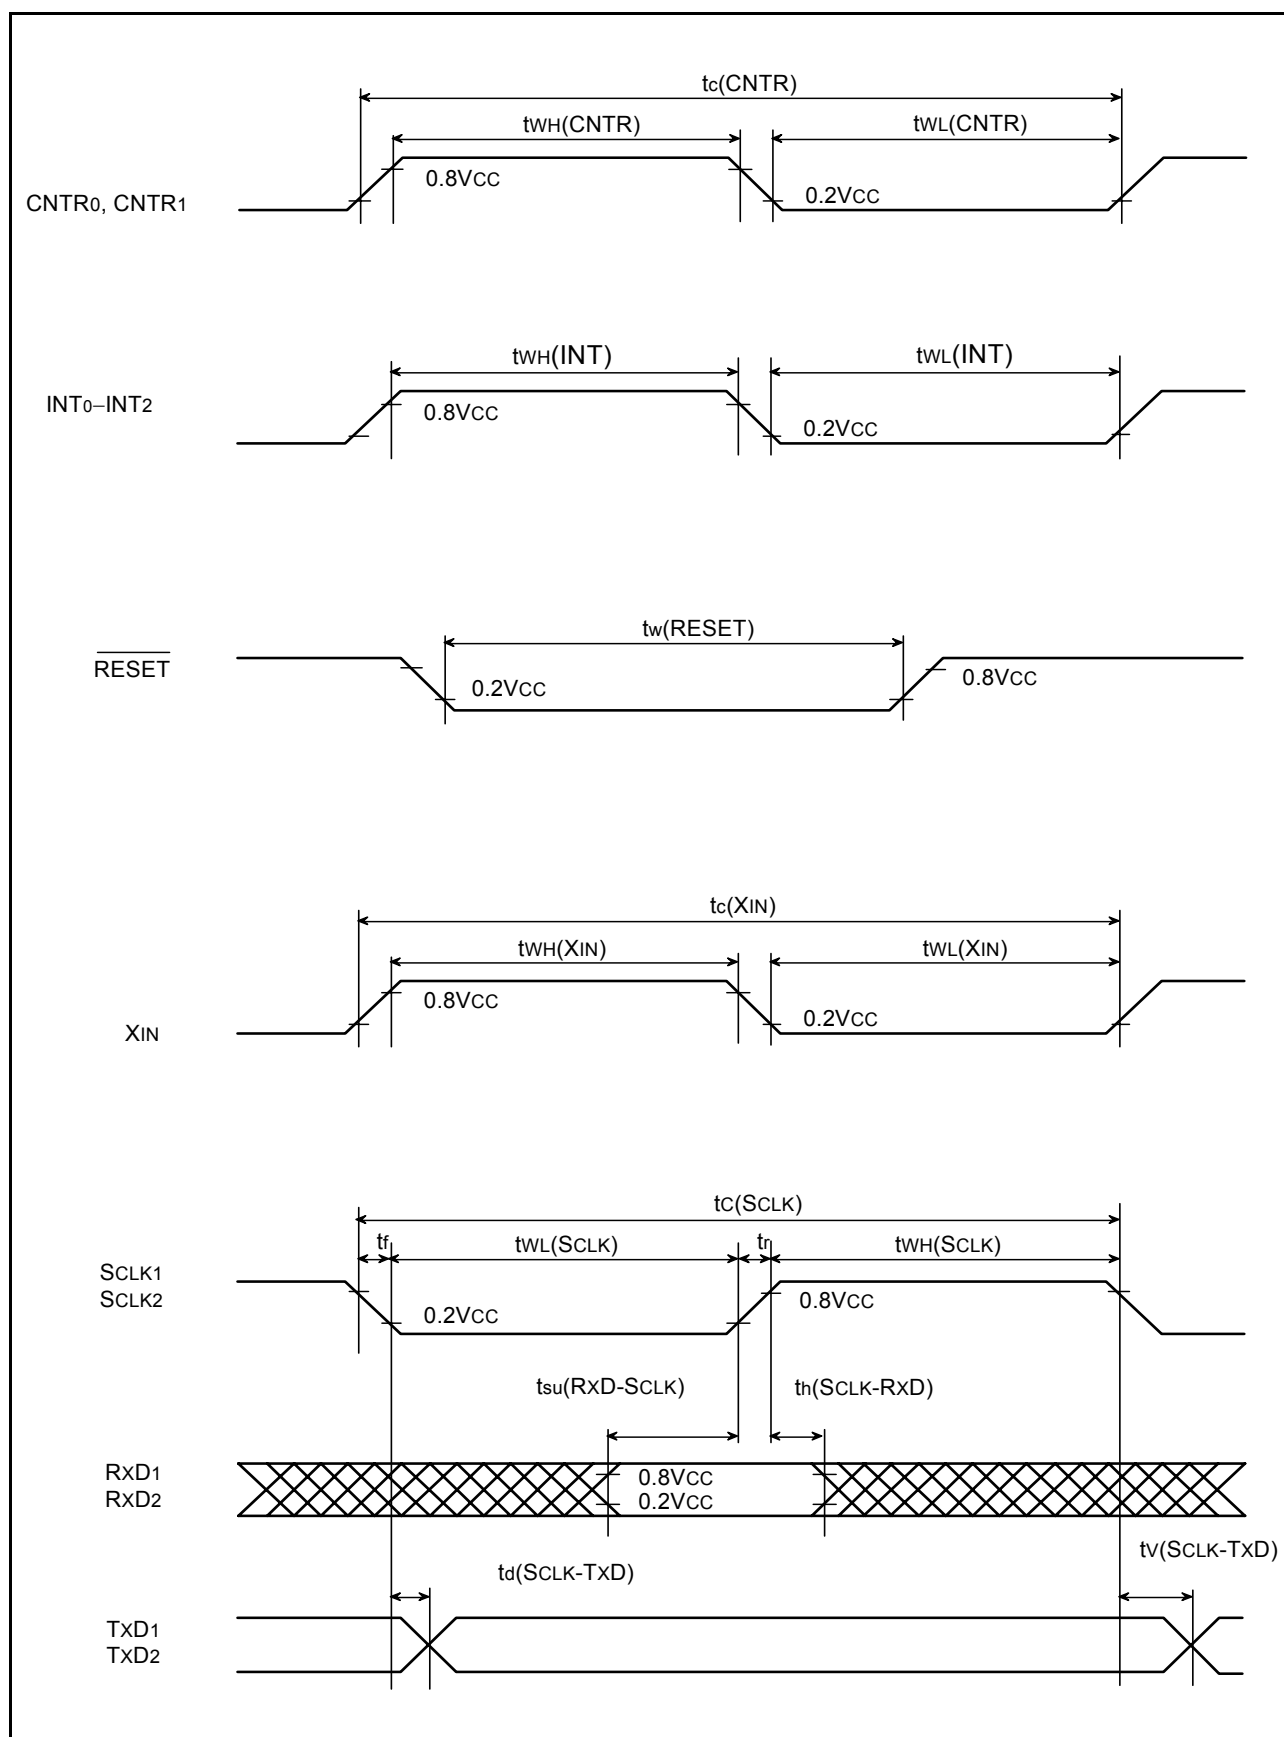 tc(CNTR)
tWH(CNTR)
tWL(CNTR)
0.8VCC
CNTR0, CNTR1
0.2VCC
tWH(INT)
tWL(INT)
INT0–INT2
0.8VCC
0.2VCC
tw(RESET)
RESET
0.2VCC
0.8VCC
tc(XIN)
tWH(XIN)
tWL(XIN)
0.8VCC
XIN
0.2VCC
tC(SCLK)
tf
tWL(SCLK)
tr
tWH(SCLK)
SCLK1
SCLK2
0.2VCC
0.8VCC
tsu(RXD-SCLK)
th(SCLK-RXD)
RXD1
RXD2
0.8VCC
0.2VCC
td(SCLK-TXD)
tV(SCLK-TXD)
TXD1
TXD2